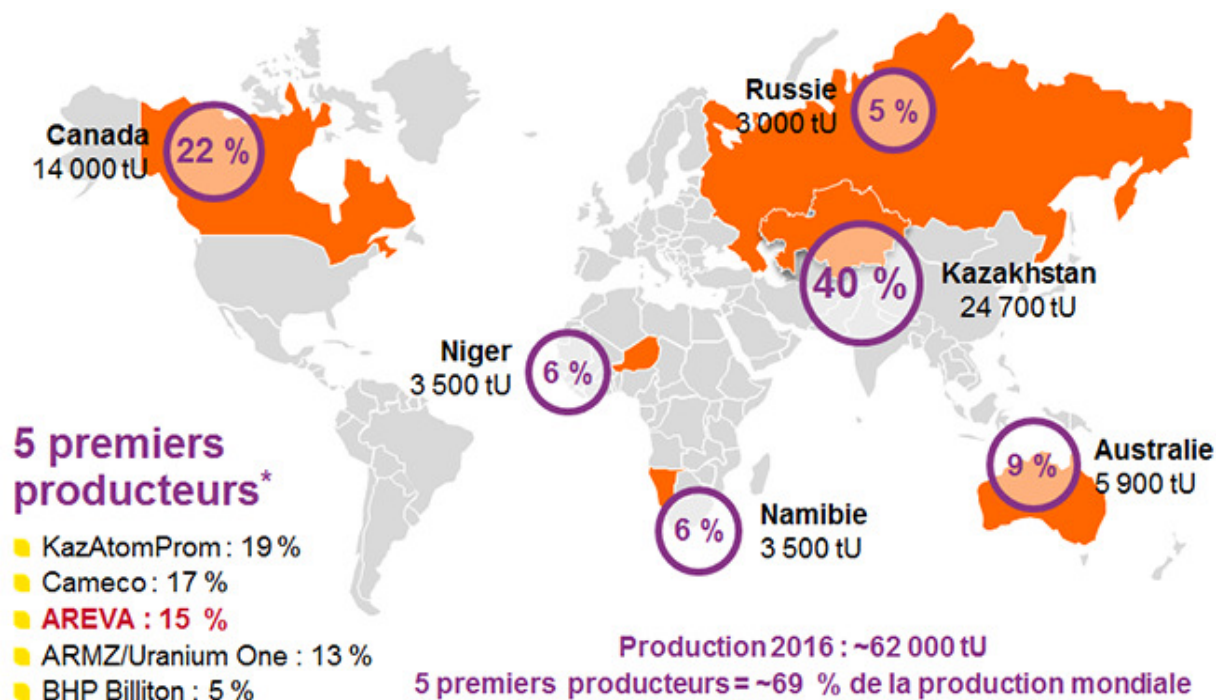 Canada
14 000 tU
22 %
Russie
3 000 tU
5 %
40 %
Kazakhstan
24 700 tU
Niger
3 500 tU
6 %
Australie
5 900 tU
9 %
Namibie
3 500 tU
6 %
5 premiers
producteurs*
KazAtomProm : 19 %
Cameco : 17 %
AREVA : 15 %
ARMZ/Uranium One : 13 %
BHP Billiton : 5 %
Production 2016 : ~62 000 tU
5 premiers producteurs = ~69 % de la production mondiale